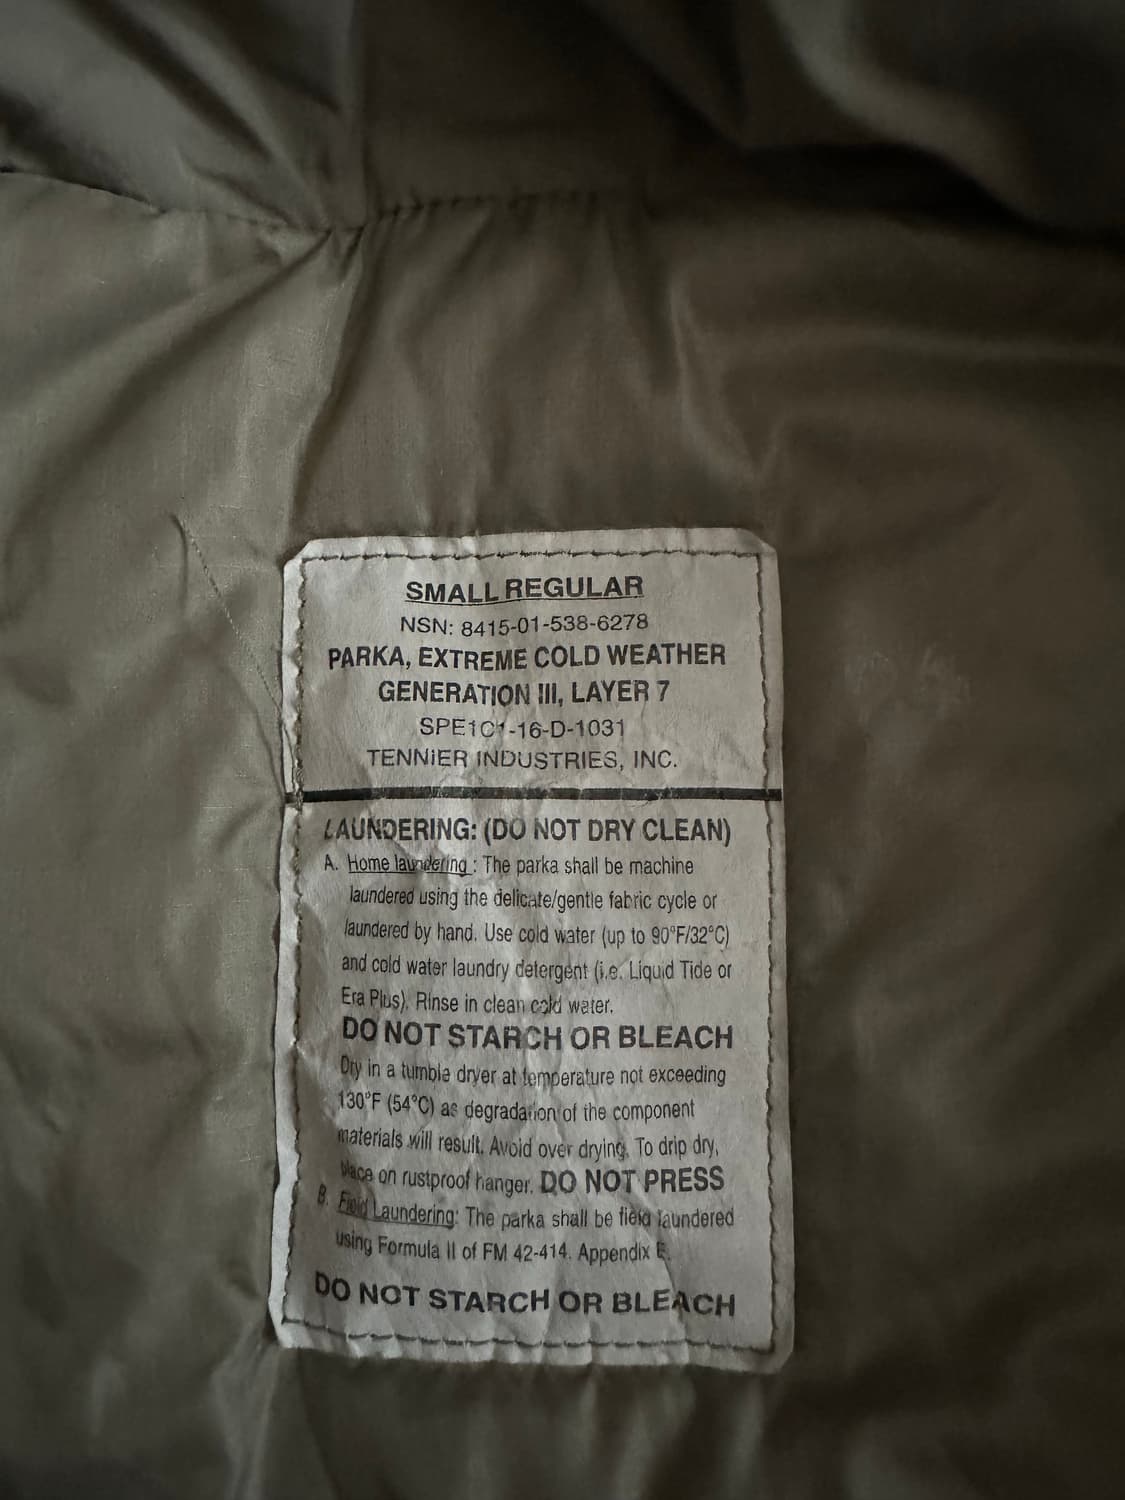 SMALL REGULAR
NSN: 8415-01-538-6278
PARKA, EXTREME COLD WEATHER
GENERATION III, LAYER 7
SPE1C1-16-D-1031
TENNIER INDUSTRIES, INC.
LAUNDERING: (DO NOT DRY CLEAN)
A. Home laundering : The parka shall be machine
laundered using the delicate/gentle fabric cycle or
laundered by hand. Use cold water (up to 90°F/32°C)
and cold water laundry detergent (i.e. Liquid Tide or
Era Plus). Rinse in clean cold water.
DO NOT STARCH OR BLEACH
Dry in a tumble dryer at temperature not exceeding
130°F (54°C) as degradation of the component
materials will result. Avoid over drying. To drip dry,
place on rustproof hanger. DO NOT PRESS
B. Field Laundering: The parka shall be field laundered
using Formula II of FM 42-414. Appendix E.
DO NOT STARCH OR BLEACH